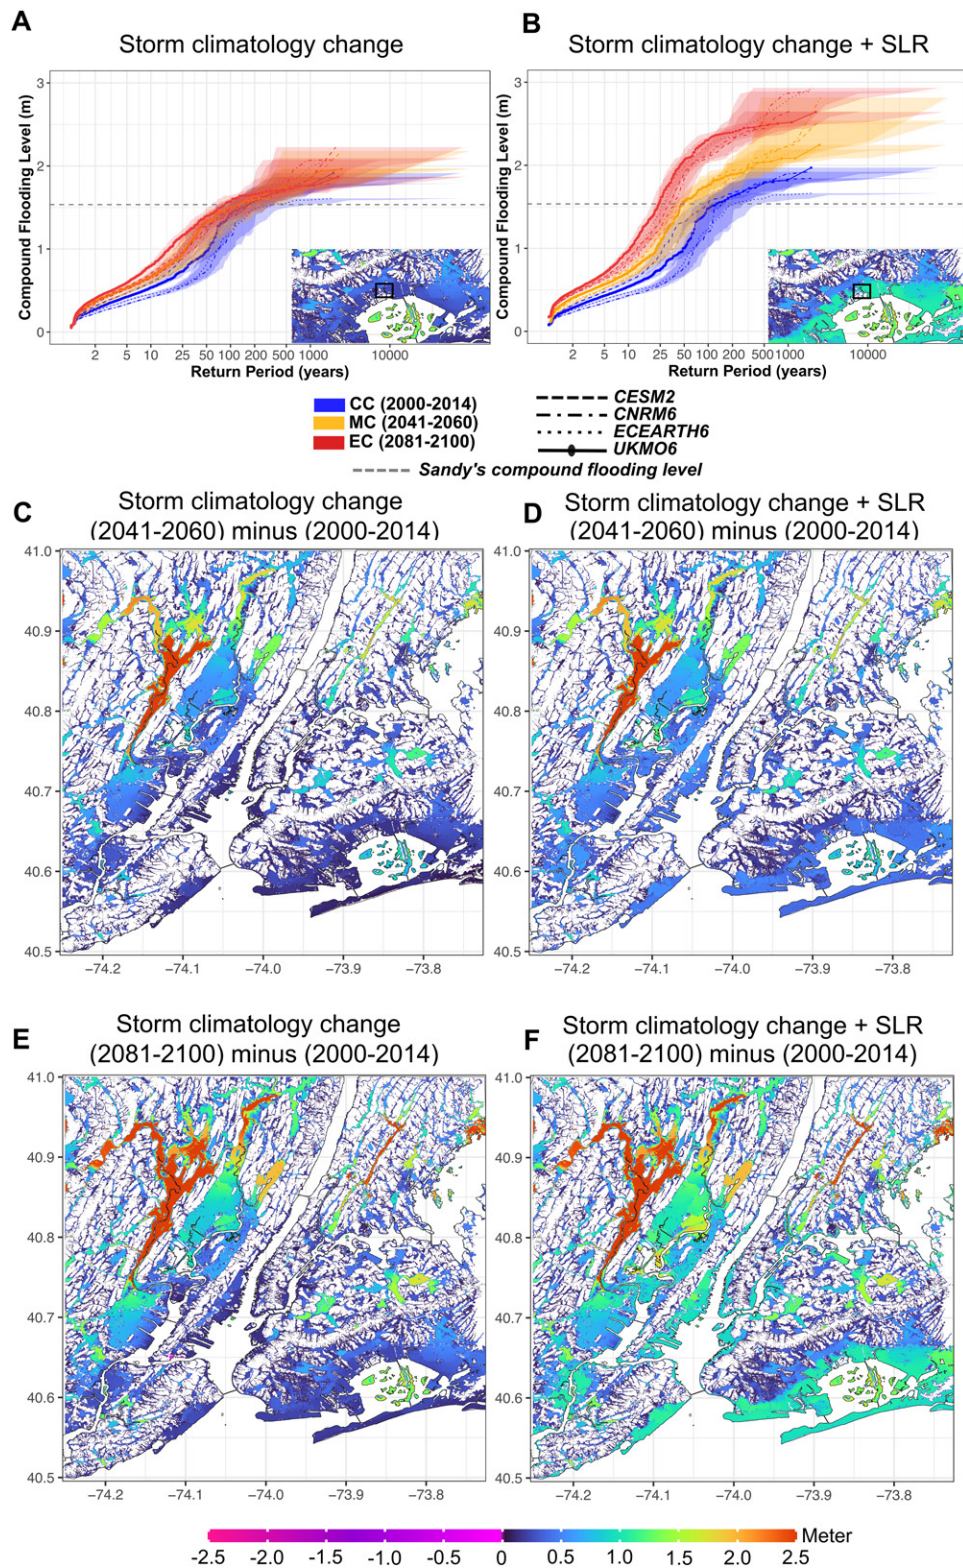 A
Storm climatology change
B
Storm climatology change + SLR
Compound Flooding Level (m)
3
2
1
0
2 5 10 25 50 100 200 500 1000 10000
Return Period (years)
Compound Flooding Level (m)
3
2
1
0
2 5 10 25 50 100 200 500 1000 10000
Return Period (years)
CC (2000-2014)
MC (2041-2060)
EC (2081-2100)
CESM2
CNRM6
ECEARTH6
UKMO6
Sandy's compound flooding level
C
Storm climatology change
(2041-2060) minus (2000-2014)
D
Storm climatology change + SLR
(2041-2060) minus (2000-2014)
41.0
40.9
40.8
40.7
40.6
40.5
−74.2 −74.1 −74.0 −73.9 −73.8
41.0
40.9
40.8
40.7
40.6
40.5
−74.2 −74.1 −74.0 −73.9 −73.8
E
Storm climatology change
(2081-2100) minus (2000-2014)
F
Storm climatology change + SLR
(2081-2100) minus (2000-2014)
41.0
40.9
40.8
40.7
40.6
40.5
−74.2 −74.1 −74.0 −73.9 −73.8
41.0
40.9
40.8
40.7
40.6
40.5
−74.2 −74.1 −74.0 −73.9 −73.8
Meter
-2.5 -2.0 -1.5 -1.0 -0.5 0 0.5 1.0 1.5 2.0 2.5